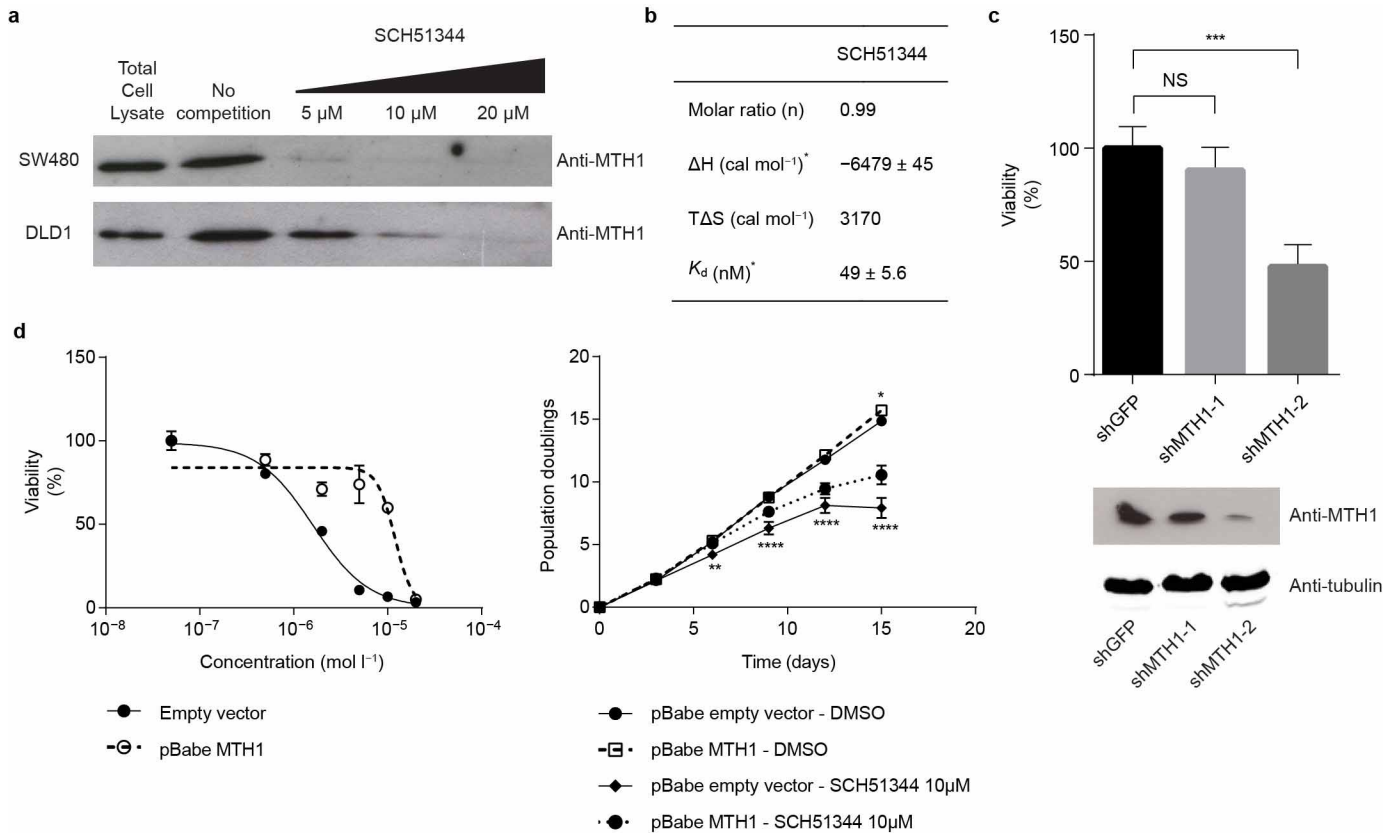 a
SCH51344
Total
Cell
Lysate
No
competition
5 µM
10 µM
20 µM
SW480
Anti-MTH1
DLD1
Anti-MTH1
b
SCH51344
Molar ratio (n)
0.99
ΔH (cal mol⁻¹)*
−6479 ± 45
TΔS (cal mol⁻¹)
3170
Kd (nM)*
49 ± 5.6
c
150
100
50
0
Viability
(%)
***
NS
shGFP
shMTH1-1
shMTH1-2
Anti-MTH1
Anti-tubulin
shGFP
shMTH1-1
shMTH1-2
d
150
100
50
0
Viability
(%)
10⁻⁸
10⁻⁷
10⁻⁶
10⁻⁵
10⁻⁴
Concentration (mol l⁻¹)
Empty vector
pBabe MTH1
20
15
10
5
0
Population doublings
*
**
****
****
****
0
5
10
15
20
Time (days)
pBabe empty vector - DMSO
pBabe MTH1 - DMSO
pBabe empty vector - SCH51344 10µM
pBabe MTH1 - SCH51344 10µM